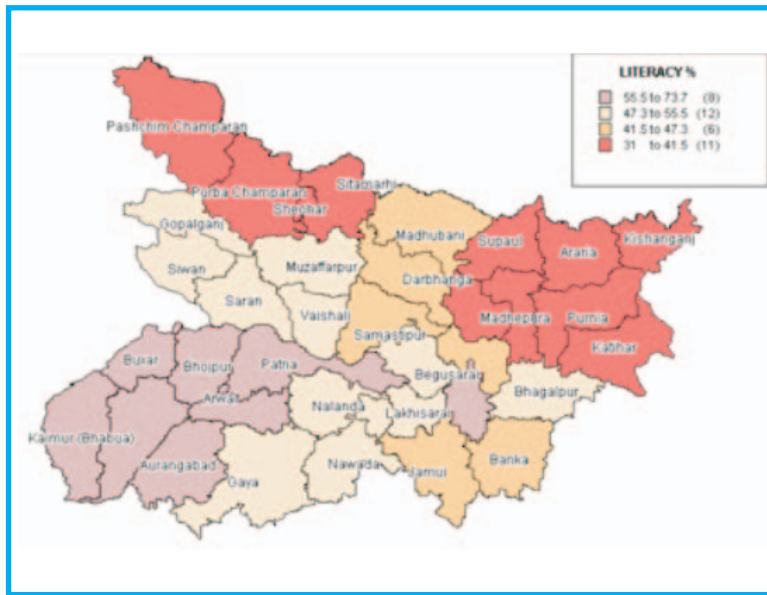 LITERACY %
55.5 to 73.7 (8)
47.3 to 55.5 (12)
41.5 to 47.3 (6)
31 to 41.5 (11)
Pashchim Champaran
Purba Champaran
Sheohar
Sitamarhi
Gopalganj
Madhubani
Supaul
Araria
Kishanganj
Siwan
Muzaffarpur
Darbhanga
Saran
Vaishali
Madhepura
Purnia
Samastipur
Katihar
Buxar
Bhojpur
Patna
Begusarai
Bhagalpur
Arwal
Nalanda
Lakhisarai
Kaimur (Bhabua)
Aurangabad
Gaya
Nawada
Jamui
Banka